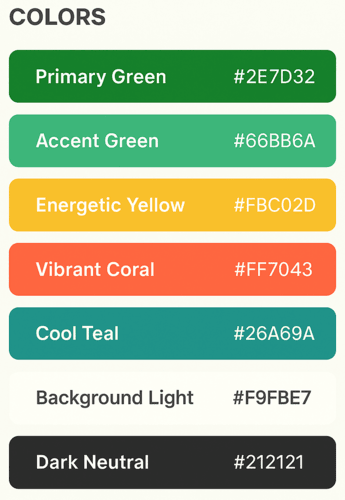 COLORS
Primary Green #2E7D32
Accent Green #66BB6A
Energetic Yellow #FBC02D
Vibrant Coral #FF7043
Cool Teal #26A69A
Background Light #F9FBE7
Dark Neutral #212121